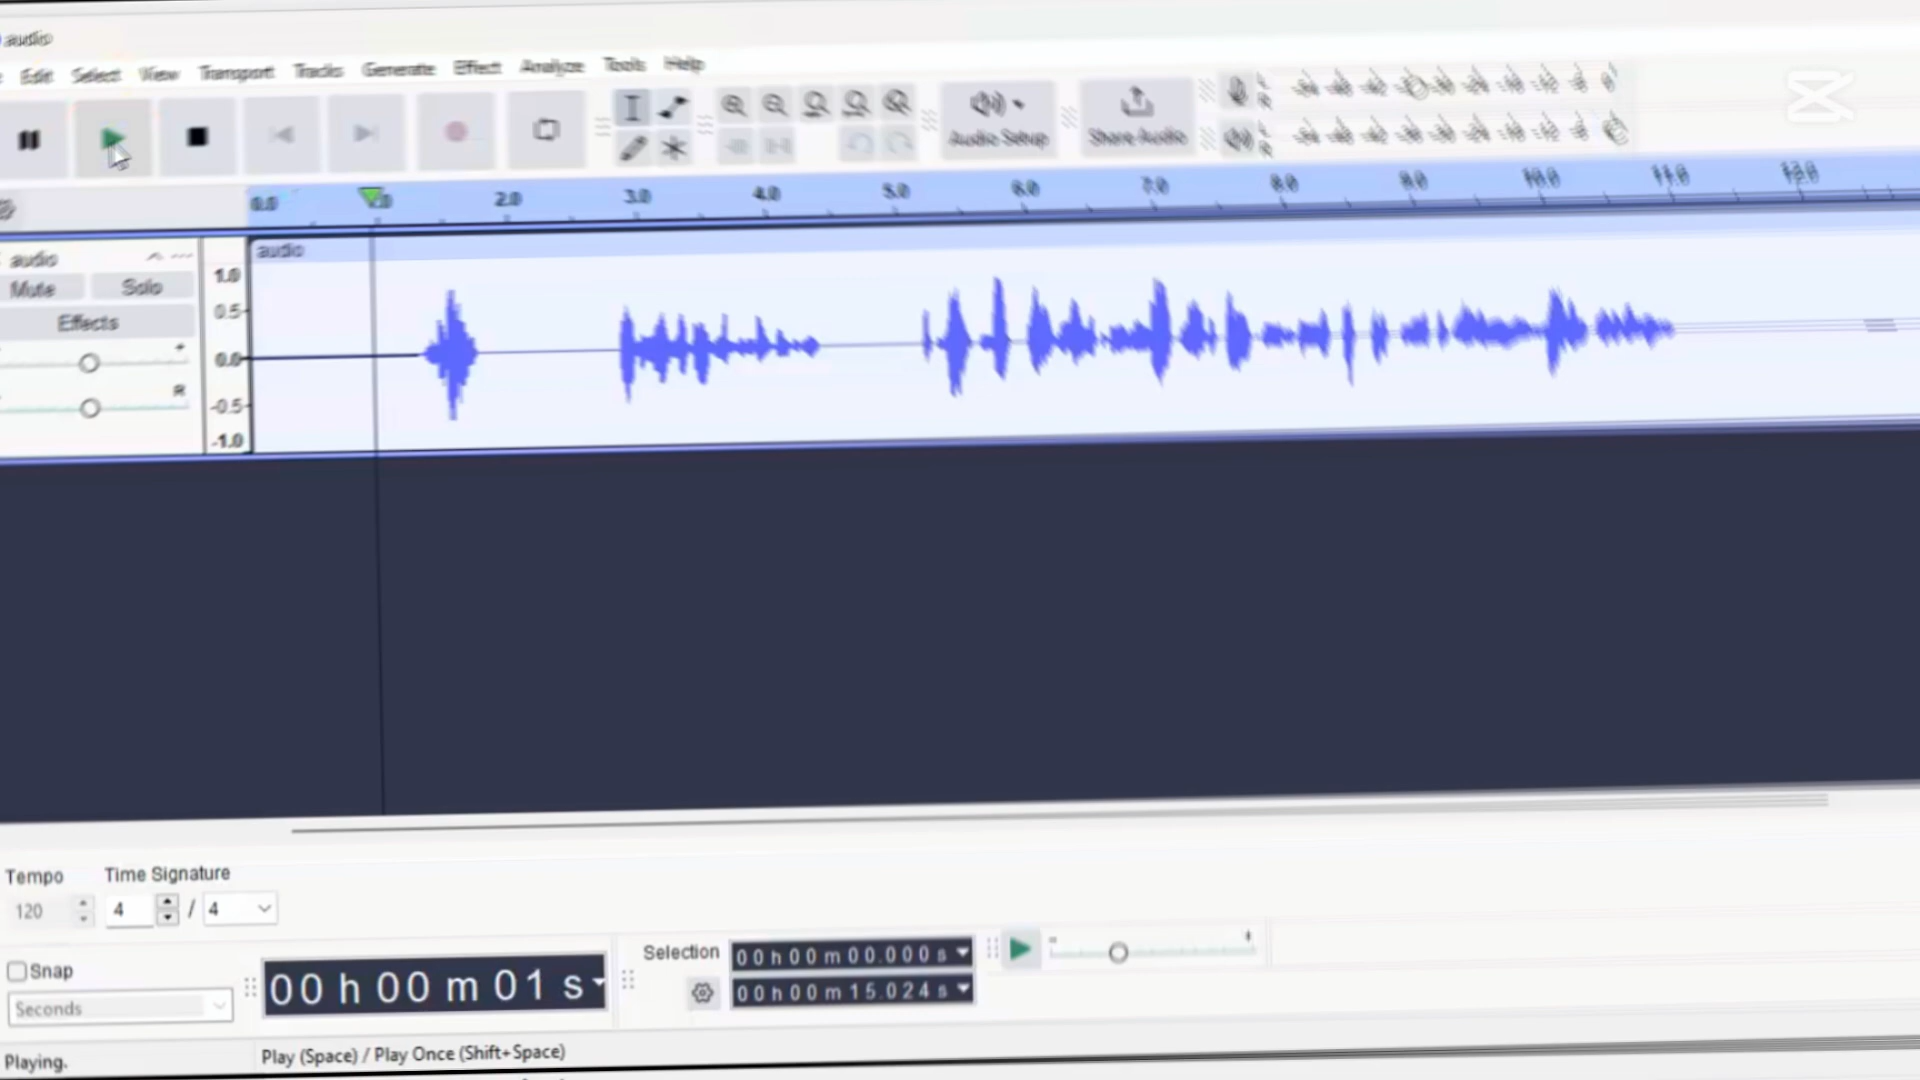 audio
Edit Select View Transport Tracks Generate Effect Analyze Tools Help
Audio Setup
Share Audio
L
R
L
R
0.0 1.0 2.0 3.0 4.0 5.0 6.0 7.0 8.0 9.0 10.0 11.0 12.0
audio
audio
Mute Solo
Effects
R
1.0
0.5
0.0
-0.5
-1.0
Tempo Time Signature
120 4 / 4
Snap
Seconds
00 h 00 m 01 s
Selection
00 h 00 m 00.000 s
00 h 00 m 15.024 s
Playing.
Play (Space) / Play Once (Shift+Space)